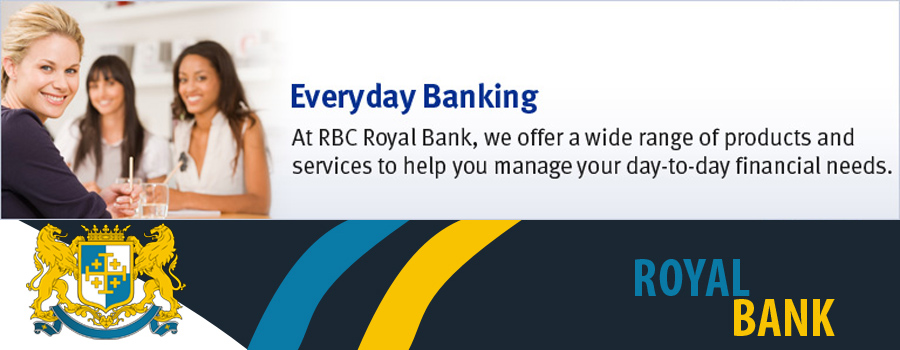 Everyday Banking
At RBC Royal Bank, we offer a wide range of products and
services to help you manage your day-to-day financial needs.
ROYAL
BANK